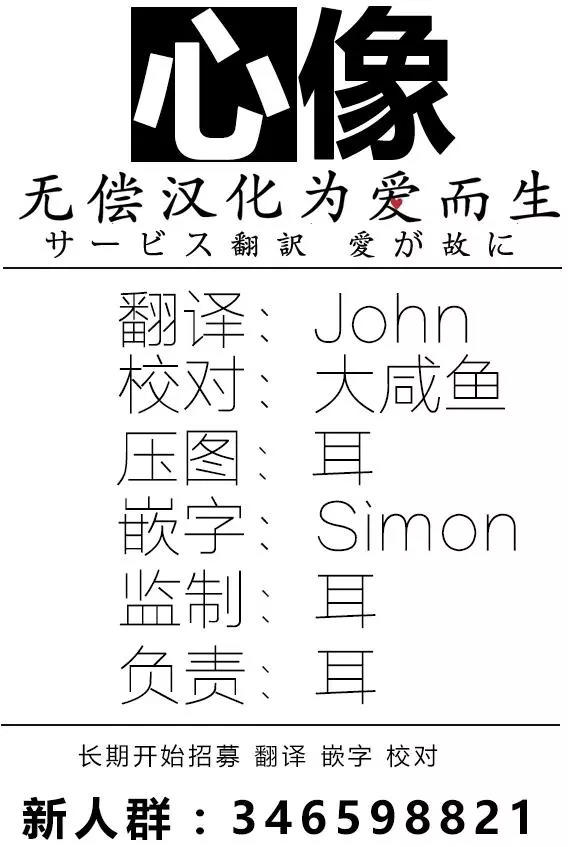 心像
无偿汉化为爱而生
サービス翻訳 愛が故に
翻译：John
校对：大咸鱼
压图：耳
嵌字：Simon
监制：耳
负责：耳
长期开始招募 翻译 嵌字 校对
新人群：346598821